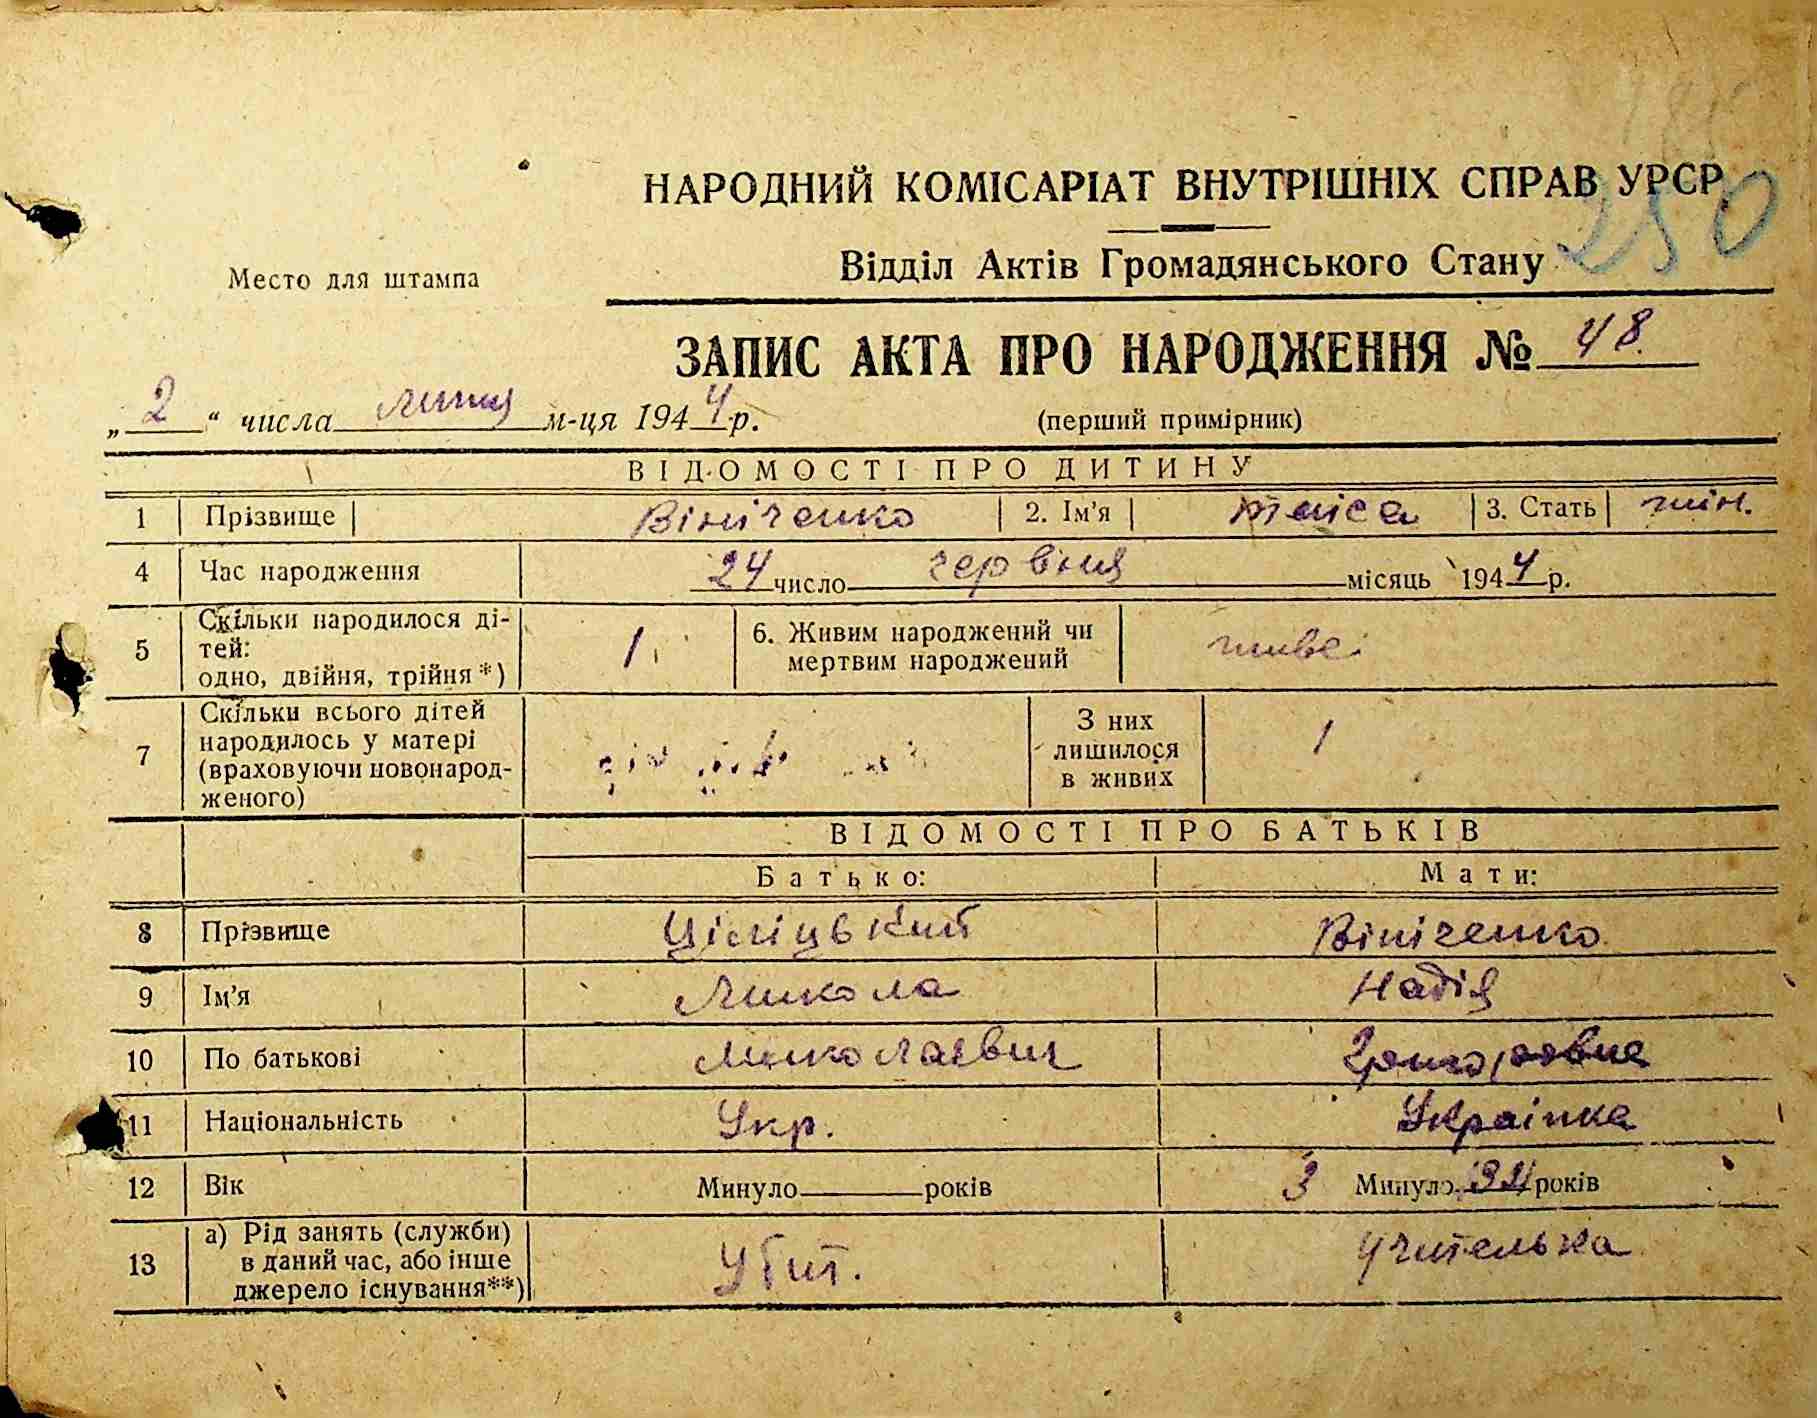 НАРОДНИЙ КОМІСАРІАТ ВНУТРІШНІХ СПРАВ УРСР
250
Відділ Актів Громадянського Стану
Место для штампа
ЗАПИС АКТА ПРО НАРОДЖЕННЯ № 48.
„2“ числа липня м-ця 1944 р.
(перший примірник)
ВІДОМОСТІ ПРО ДИТИНУ
1 Прізвище Вініченко 2. Ім’я Таїса 3. Стать жін.
4 Час народження 24 число червня місяць 1944 р.
5 Скільки народилося ді-
тей:
одно, двійня, трійня*) 1
6. Живим народжений чи
мертвим народжений живе
7 Скільки всього дітей
народилось у матері
(враховуючи новонарод-
женого)
З них
лишилося
в живих 1
ВІДОМОСТІ ПРО БАТЬКІВ
Батько: Мати:
8 Прізвище Ціліцький Вініченко
9 Ім’я Микола Надія
10 По батькові Миколаєвич
11 Національність Укр. Українка
12 Вік Минуло років Минуло років
13 а) Рід занять (служби)
в даний час, або інше
джерело існування**) Убит. Учителька